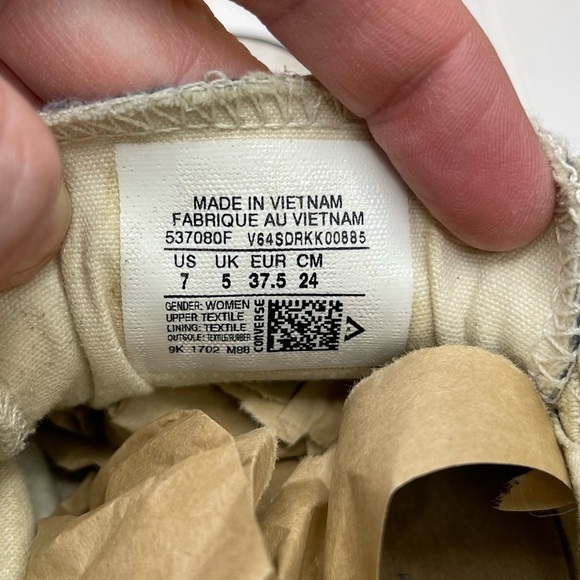 MADE IN VIETNAM
FABRIQUE AU VIETNAM
537080F V64SDRKK00885
US UK EUR CM
7 5 37.5 24
GENDER: WOMEN
UPPER TEXTILE
LINING: TEXTILE
OUTSOLE: TEXTILE/RUBBER
9K 1702 M88
CONVERSE